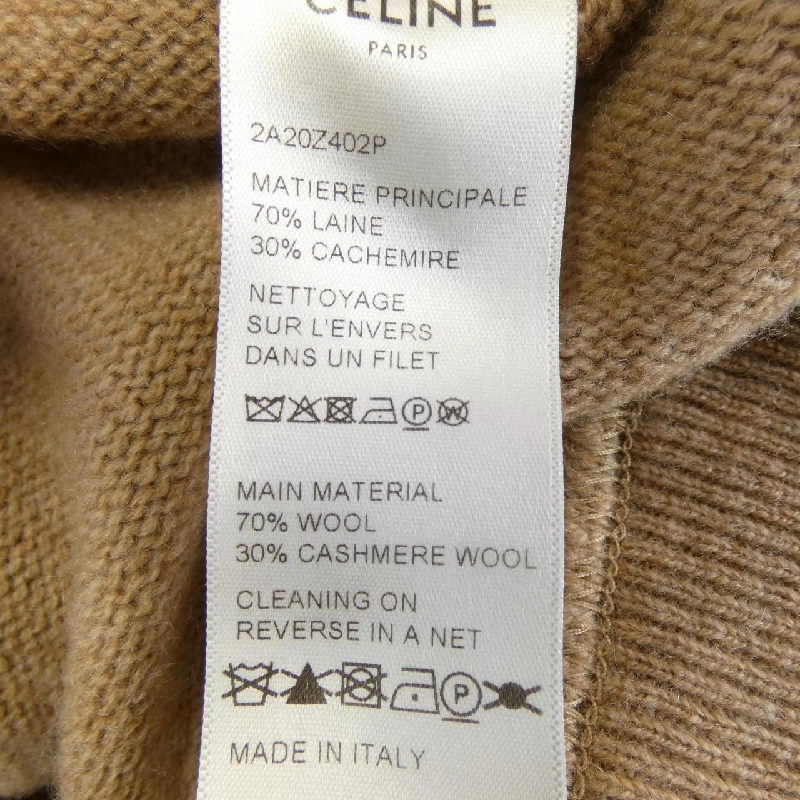 CELINE
PARIS
2A20Z402P
MATIERE PRINCIPALE
70% LAINE
30% CACHEMIRE
NETTOYAGE
SUR L'ENVERS
DANS UN FILET
P W
MAIN MATERIAL
70% WOOL
30% CASHMERE WOOL
CLEANING ON
REVERSE IN A NET
P
MADE IN ITALY